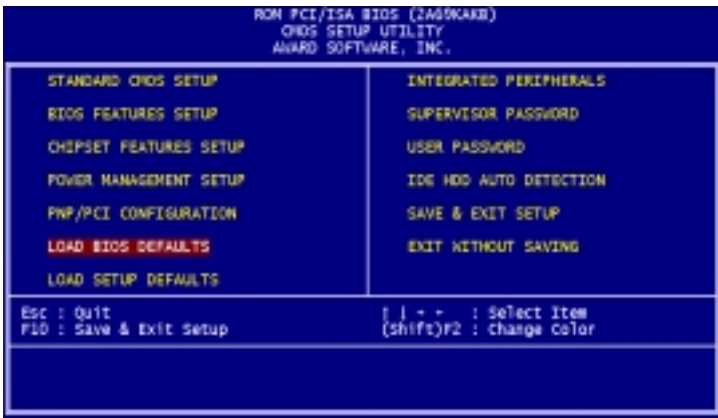 ROM PCI/ISA BIOS (2A69KAKB)
CMOS SETUP UTILITY
AWARD SOFTWARE, INC.
STANDARD CMOS SETUP
BIOS FEATURES SETUP
CHIPSET FEATURES SETUP
POWER MANAGEMENT SETUP
PNP/PCI CONFIGURATION
LOAD BIOS DEFAULTS
LOAD SETUP DEFAULTS
INTEGRATED PERIPHERALS
SUPERVISOR PASSWORD
USER PASSWORD
IDE HDD AUTO DETECTION
SAVE & EXIT SETUP
EXIT WITHOUT SAVING
Esc : Quit
F10 : Save & Exit Setup
↑ ↓ → ← : Select Item
(Shift)F2 : Change Color